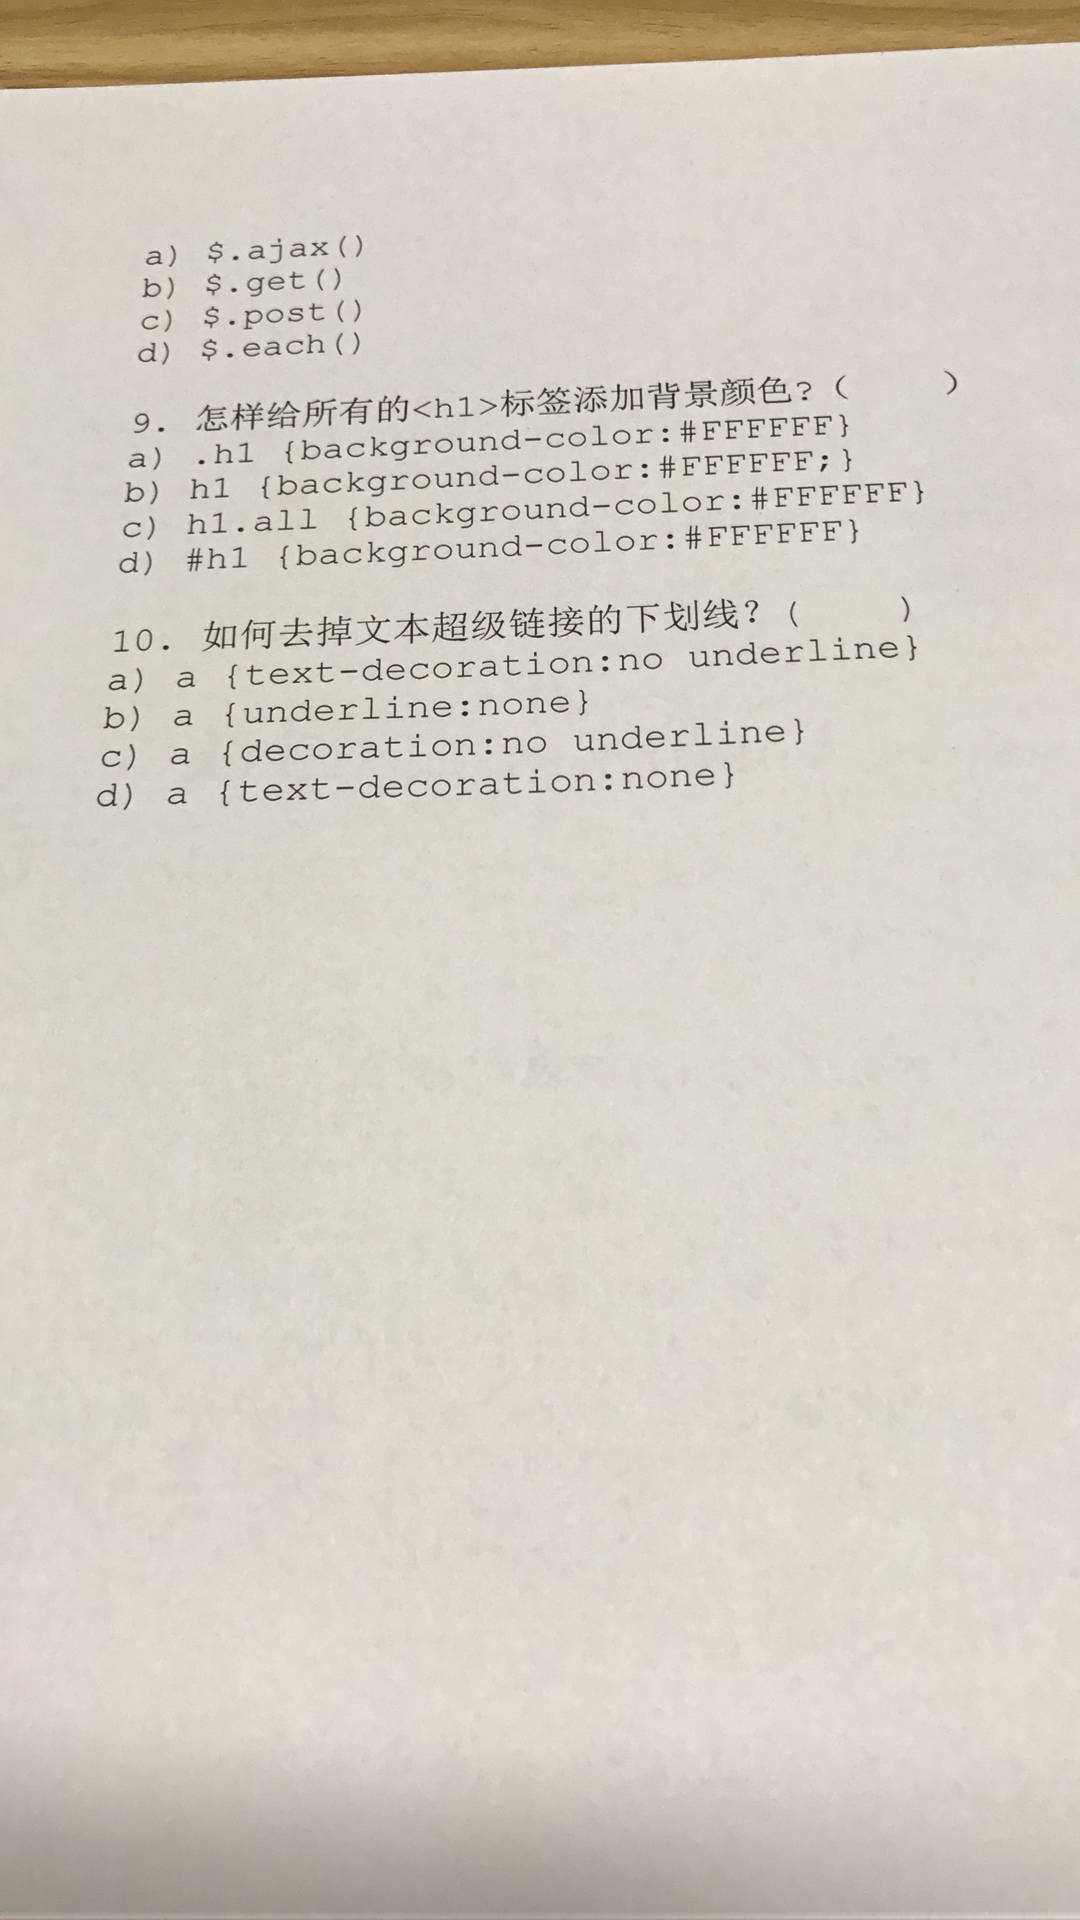 a) $.ajax()
b) $.get()
c) $.post()
d) $.each()
9. 怎样给所有的<h1>标签添加背景颜色?( )
a) .h1 {background-color:#FFFFFF}
b) h1 {background-color:#FFFFFF;}
c) h1.all {background-color:#FFFFFF}
d) #h1 {background-color:#FFFFFF}
10. 如何去掉文本超级链接的下划线?( )
a) a {text-decoration:no underline}
b) a {underline:none}
c) a {decoration:no underline}
d) a {text-decoration:none}